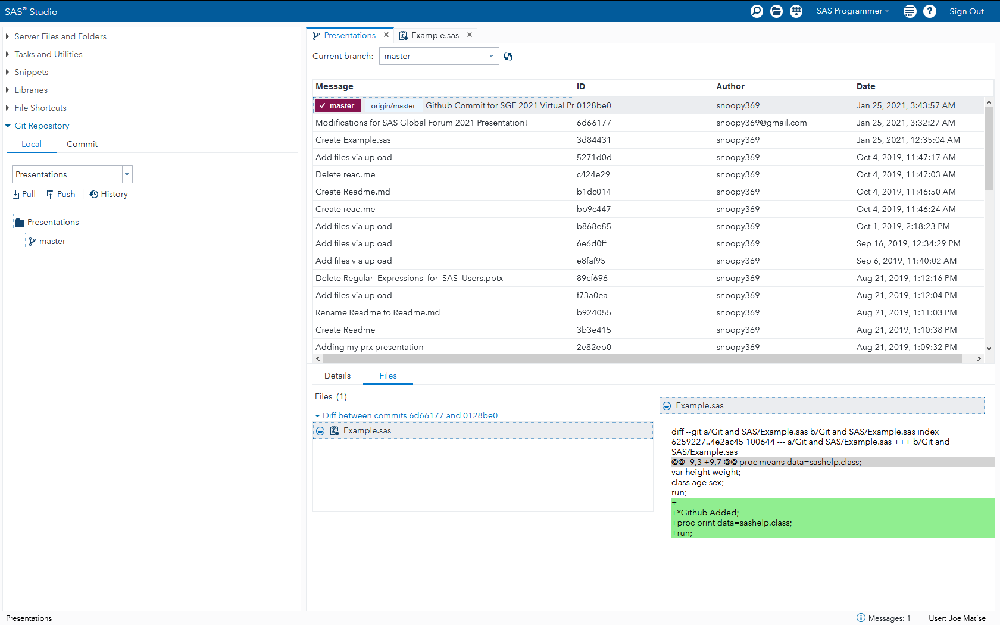 SAS® Studio
SAS Programmer
Sign Out
Server Files and Folders
Tasks and Utilities
Snippets
Libraries
File Shortcuts
Git Repository
Local Commit
Presentations
Pull Push History
Presentations
master
Presentations Example.sas
Current branch: master
Message ID Author Date
master origin/master Github Commit for SGF 2021 Virtual Pr 0128be0 snoopy369 Jan 25, 2021, 3:43:57 AM
Modifications for SAS Global Forum 2021 Presentation! 6d66177 snoopy369@gmail.com Jan 25, 2021, 3:32:27 AM
Create Example.sas 3d84431 snoopy369 Jan 25, 2021, 12:35:04 AM
Add files via upload 5271d0d snoopy369 Oct 4, 2019, 11:47:17 AM
Delete read.me c424e29 snoopy369 Oct 4, 2019, 11:47:03 AM
Create Readme.md b1dc014 snoopy369 Oct 4, 2019, 11:46:50 AM
Create read.me bb9c447 snoopy369 Oct 4, 2019, 11:46:24 AM
Add files via upload b868e85 snoopy369 Oct 1, 2019, 2:18:23 PM
Add files via upload 6e6d0ff snoopy369 Sep 16, 2019, 12:34:29 PM
Add files via upload e8faf95 snoopy369 Sep 6, 2019, 11:40:02 AM
Delete Regular_Expressions_for_SAS_Users.pptx 89cf696 snoopy369 Aug 21, 2019, 1:12:16 PM
Add files via upload f73a0ea snoopy369 Aug 21, 2019, 1:12:04 PM
Rename Readme to Readme.md b924055 snoopy369 Aug 21, 2019, 1:11:03 PM
Create Readme 3b3e415 snoopy369 Aug 21, 2019, 1:10:38 PM
Adding my prx presentation 2e82eb0 snoopy369 Aug 21, 2019, 1:09:32 PM
Details Files
Files (1)
Diff between commits 6d66177 and 0128be0
Example.sas
Example.sas
diff --git a/Git and SAS/Example.sas b/Git and SAS/Example.sas index
6259227..4e2ac45 100644 --- a/Git and SAS/Example.sas +++ b/Git and
SAS/Example.sas
@@ -9,3 +9,7 @@ proc means data=sashelp.class;
var height weight;
class age sex;
run;
+
+*Github Added;
+proc print data=sashelp.class;
+run;
Presentations
Messages: 1
User: Joe Matise